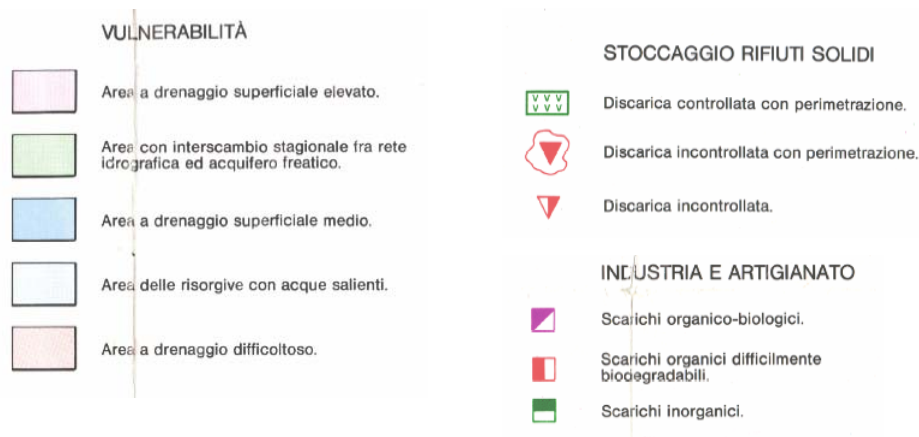 VULNERABILITÀ
Area a drenaggio superficiale elevato.
Area con interscambio stagionale fra rete
idrografica ed acquifero freatico.
Area a drenaggio superficiale medio.
Area delle risorgive con acque salienti.
Area a drenaggio difficoltoso.
STOCCAGGIO RIFIUTI SOLIDI
Discarica controllata con perimetrazione.
Discarica incontrollata con perimetrazione.
Discarica incontrollata.
INDUSTRIA E ARTIGIANATO
Scarichi organico-biologici.
Scarichi organici difficilmente
biodegradabili.
Scarichi inorganici.